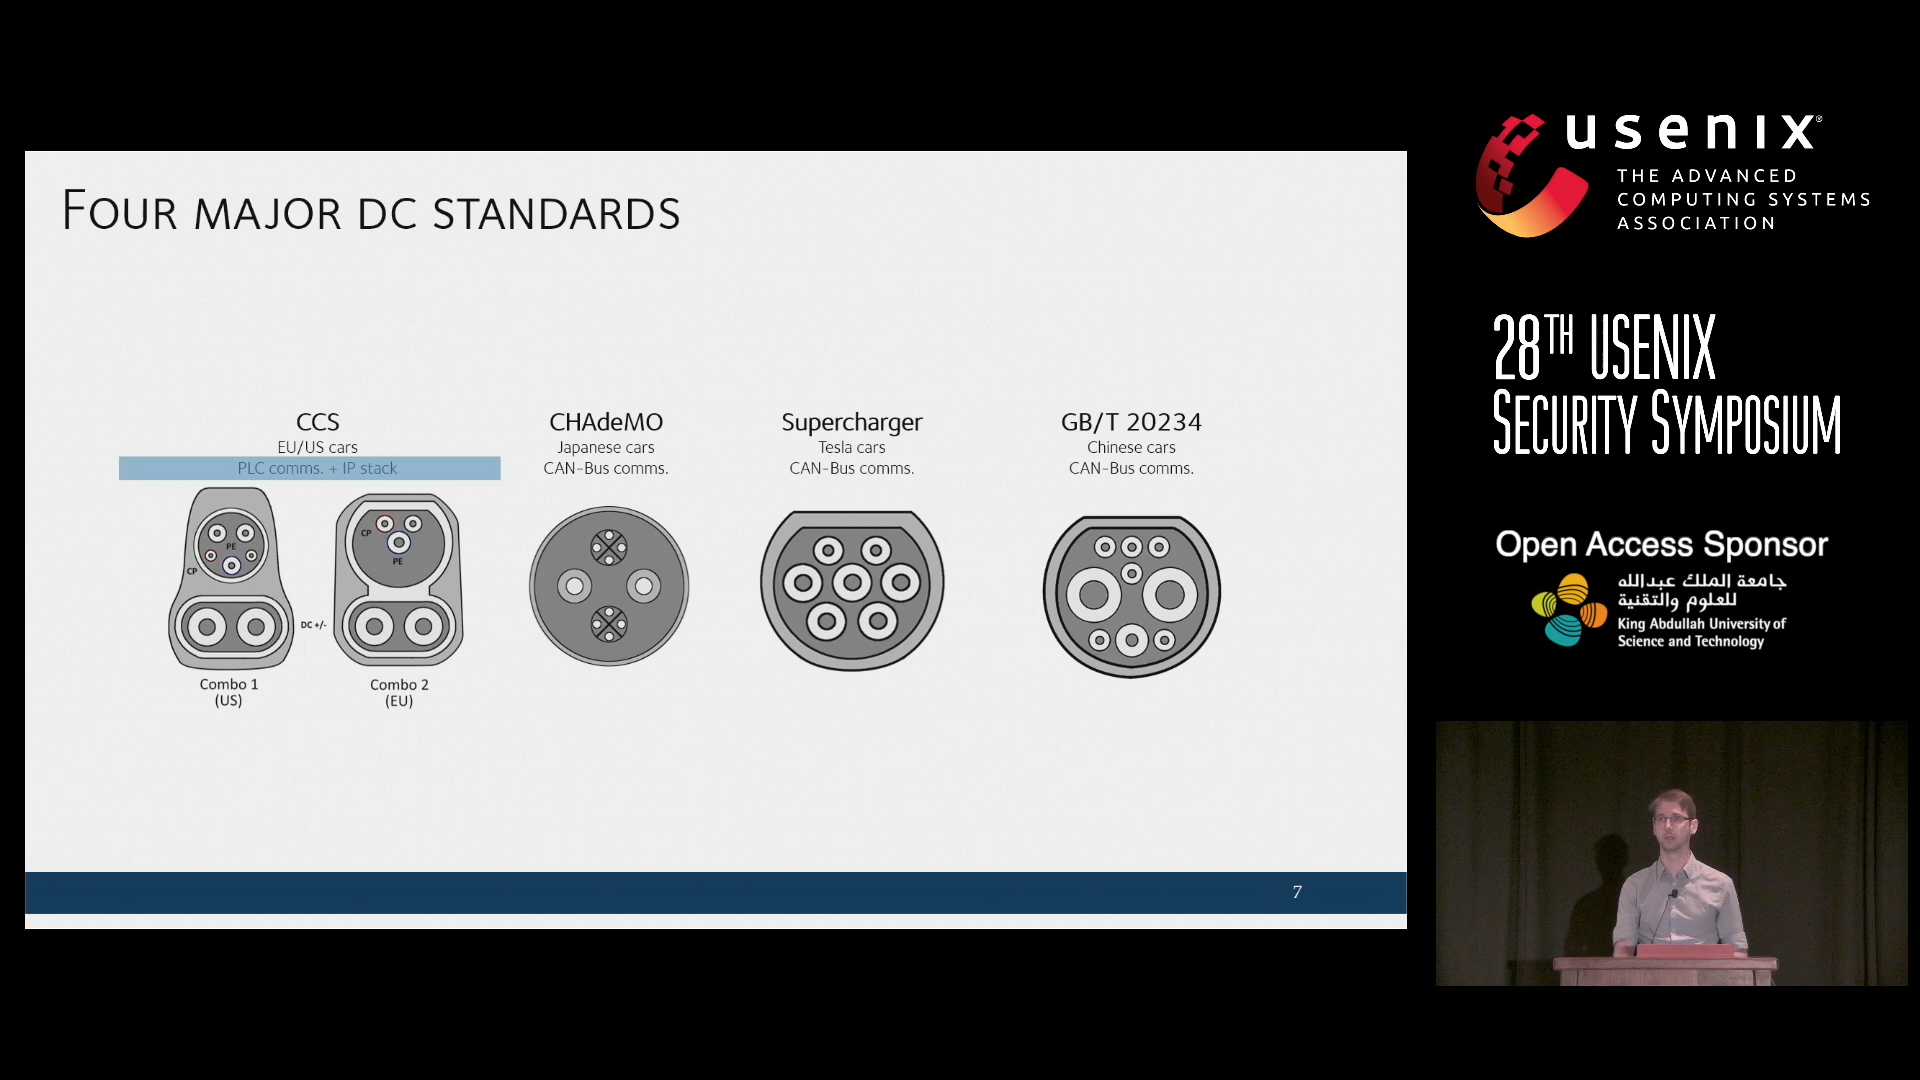 FOUR MAJOR DC STANDARDS
CCS
EU/US cars
PLC comms. + IP stack
CP
PE
CP
PE
DC +/-
Combo 1
(US)
Combo 2
(EU)
CHAdeMO
Japanese cars
CAN-Bus comms.
Supercharger
Tesla cars
CAN-Bus comms.
GB/T 20234
Chinese cars
CAN-Bus comms.
7
usenix®
THE ADVANCED
COMPUTING SYSTEMS
ASSOCIATION
28TH USENIX
SECURITY SYMPOSIUM
Open Access Sponsor
جامعة الملك عبدالله
للعلوم والتقنية
King Abdullah University of
Science and Technology